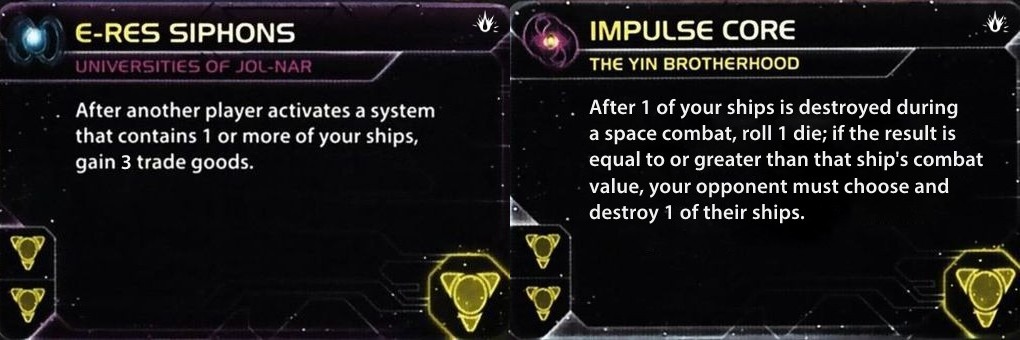 E-RES SIPHONS
UNIVERSITIES OF JOL-NAR
After another player activates a system
that contains 1 or more of your ships,
gain 3 trade goods.
IMPULSE CORE
THE YIN BROTHERHOOD
After 1 of your ships is destroyed during
a space combat, roll 1 die; if the result is
equal to or greater than that ship's combat
value, your opponent must choose and
destroy 1 of their ships.